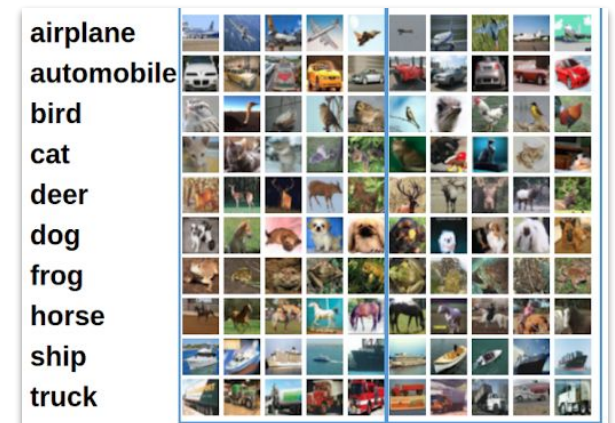 airplane
automobile
bird
cat
deer
dog
frog
horse
ship
truck